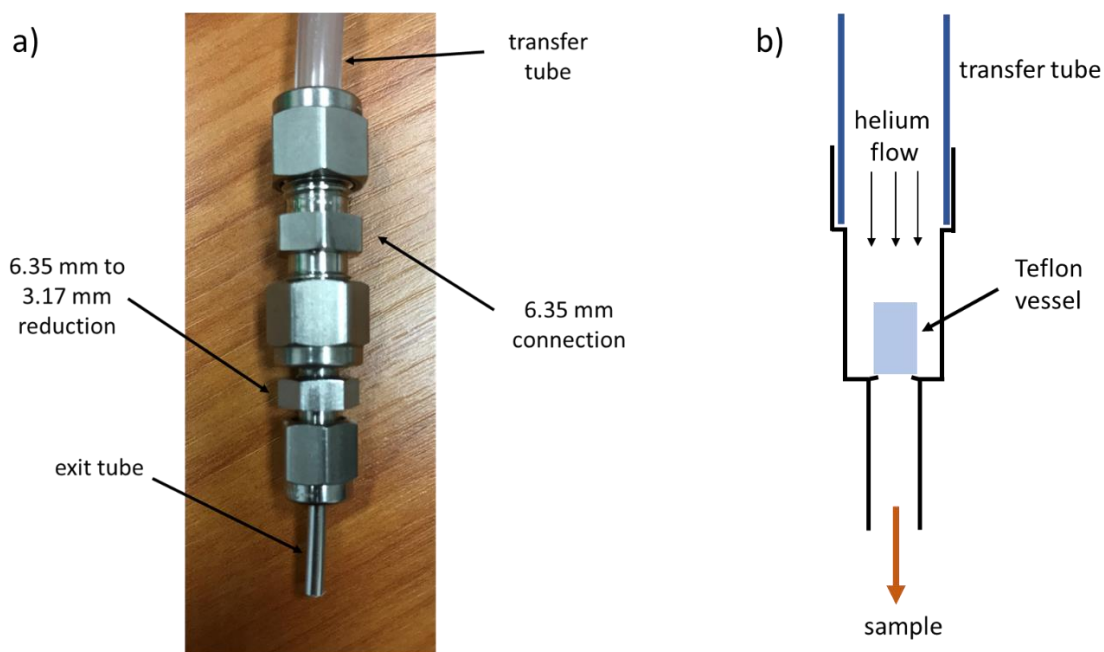 a)
transfer
tube
6.35 mm to
3.17 mm
reduction
6.35 mm
connection
exit tube
b)
transfer tube
helium
flow
Teflon
vessel
sample